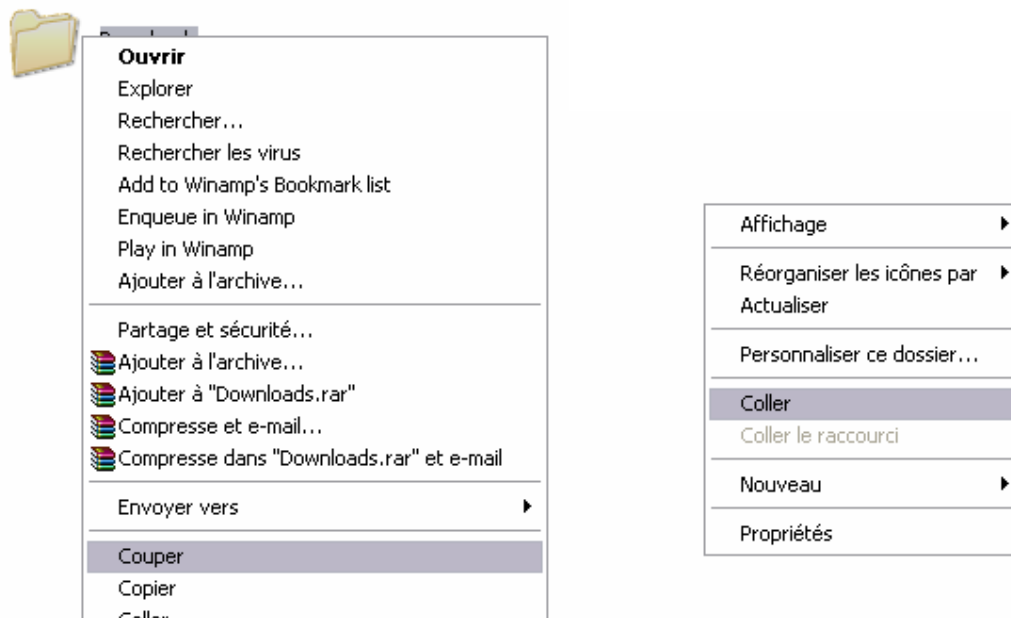 Ouvrir
Explorer
Rechercher...
Rechercher les virus
Add to Winamp's Bookmark list
Enqueue in Winamp
Play in Winamp
Ajouter à l'archive...
Partage et sécurité...
Ajouter à l'archive...
Ajouter à "Downloads.rar"
Compresse et e-mail...
Compresse dans "Downloads.rar" et e-mail
Envoyer vers
Couper
Copier
Affichage
Réorganiser les icônes par
Actualiser
Personnaliser ce dossier...
Coller
Coller le raccourci
Nouveau
Propriétés